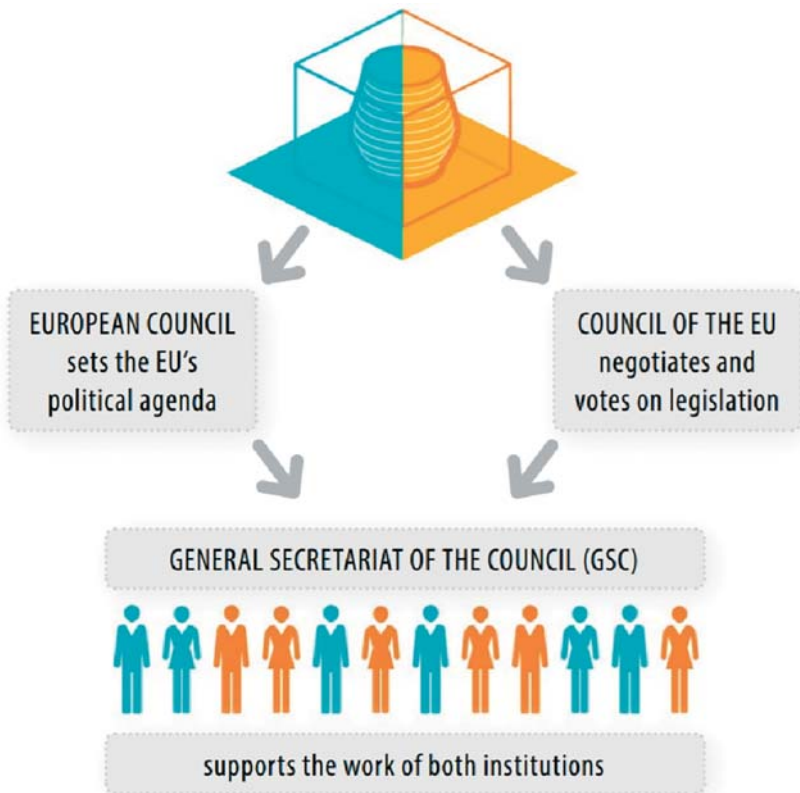 EUROPEAN COUNCIL
sets the EU's
political agenda
COUNCIL OF THE EU
negotiates and
votes on legislation
GENERAL SECRETARIAT OF THE COUNCIL (GSC)
supports the work of both institutions